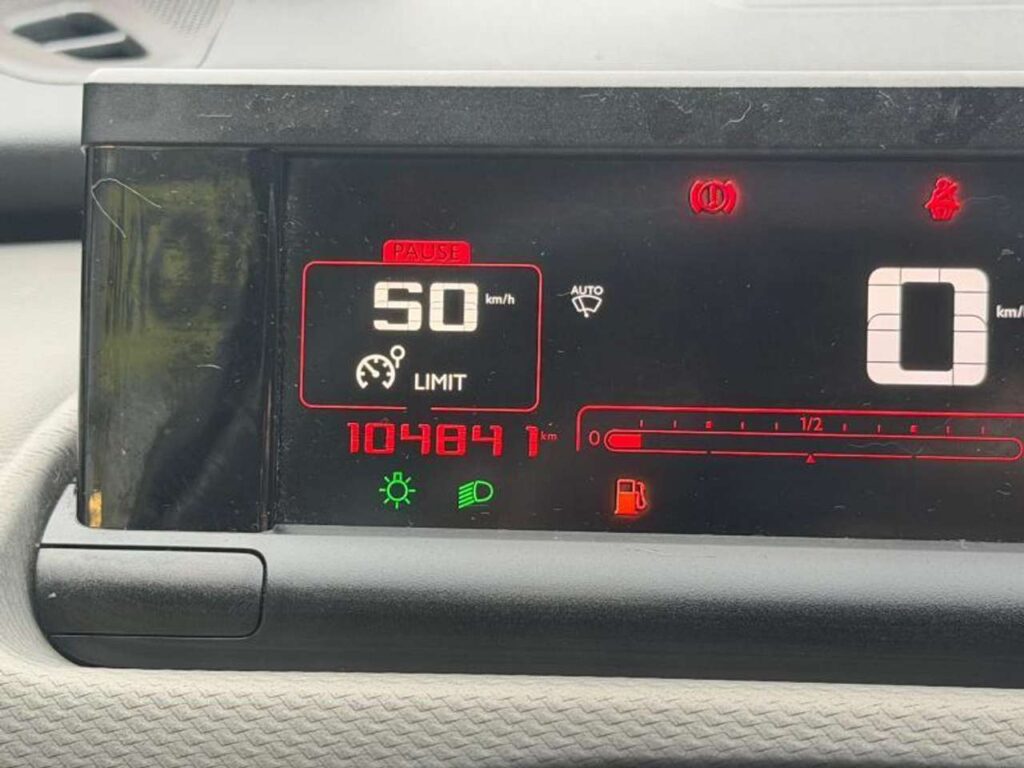 PAUSE
50 km/h
AUTO
0 km/h
LIMIT
104841 km
0 1/2